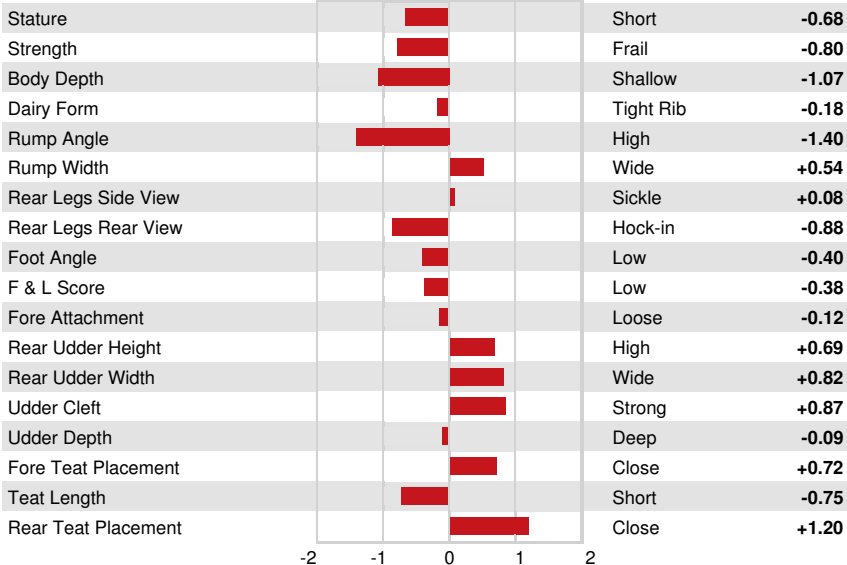 Stature Short -0.68
Strength Frail -0.80
Body Depth Shallow -1.07
Dairy Form Tight Rib -0.18
Rump Angle High -1.40
Rump Width Wide +0.54
Rear Legs Side View Sickle +0.08
Rear Legs Rear View Hock-in -0.88
Foot Angle Low -0.40
F & L Score Low -0.38
Fore Attachment Loose -0.12
Rear Udder Height High +0.69
Rear Udder Width Wide +0.82
Udder Cleft Strong +0.87
Udder Depth Deep -0.09
Fore Teat Placement Close +0.72
Teat Length Short -0.75
Rear Teat Placement Close +1.20
-2 -1 0 1 2